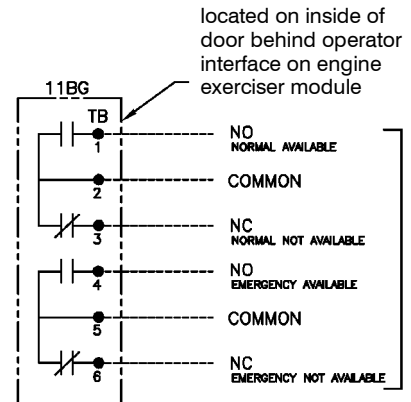 located on inside of
door behind operator
interface on engine
exerciser module
11BG
TB
1
NO
NORMAL AVAILABLE
2
COMMON
3
NC
NORMAL NOT AVAILABLE
4
NO
EMERGENCY AVAILABLE
5
COMMON
6
NC
EMERGENCY NOT AVAILABLE